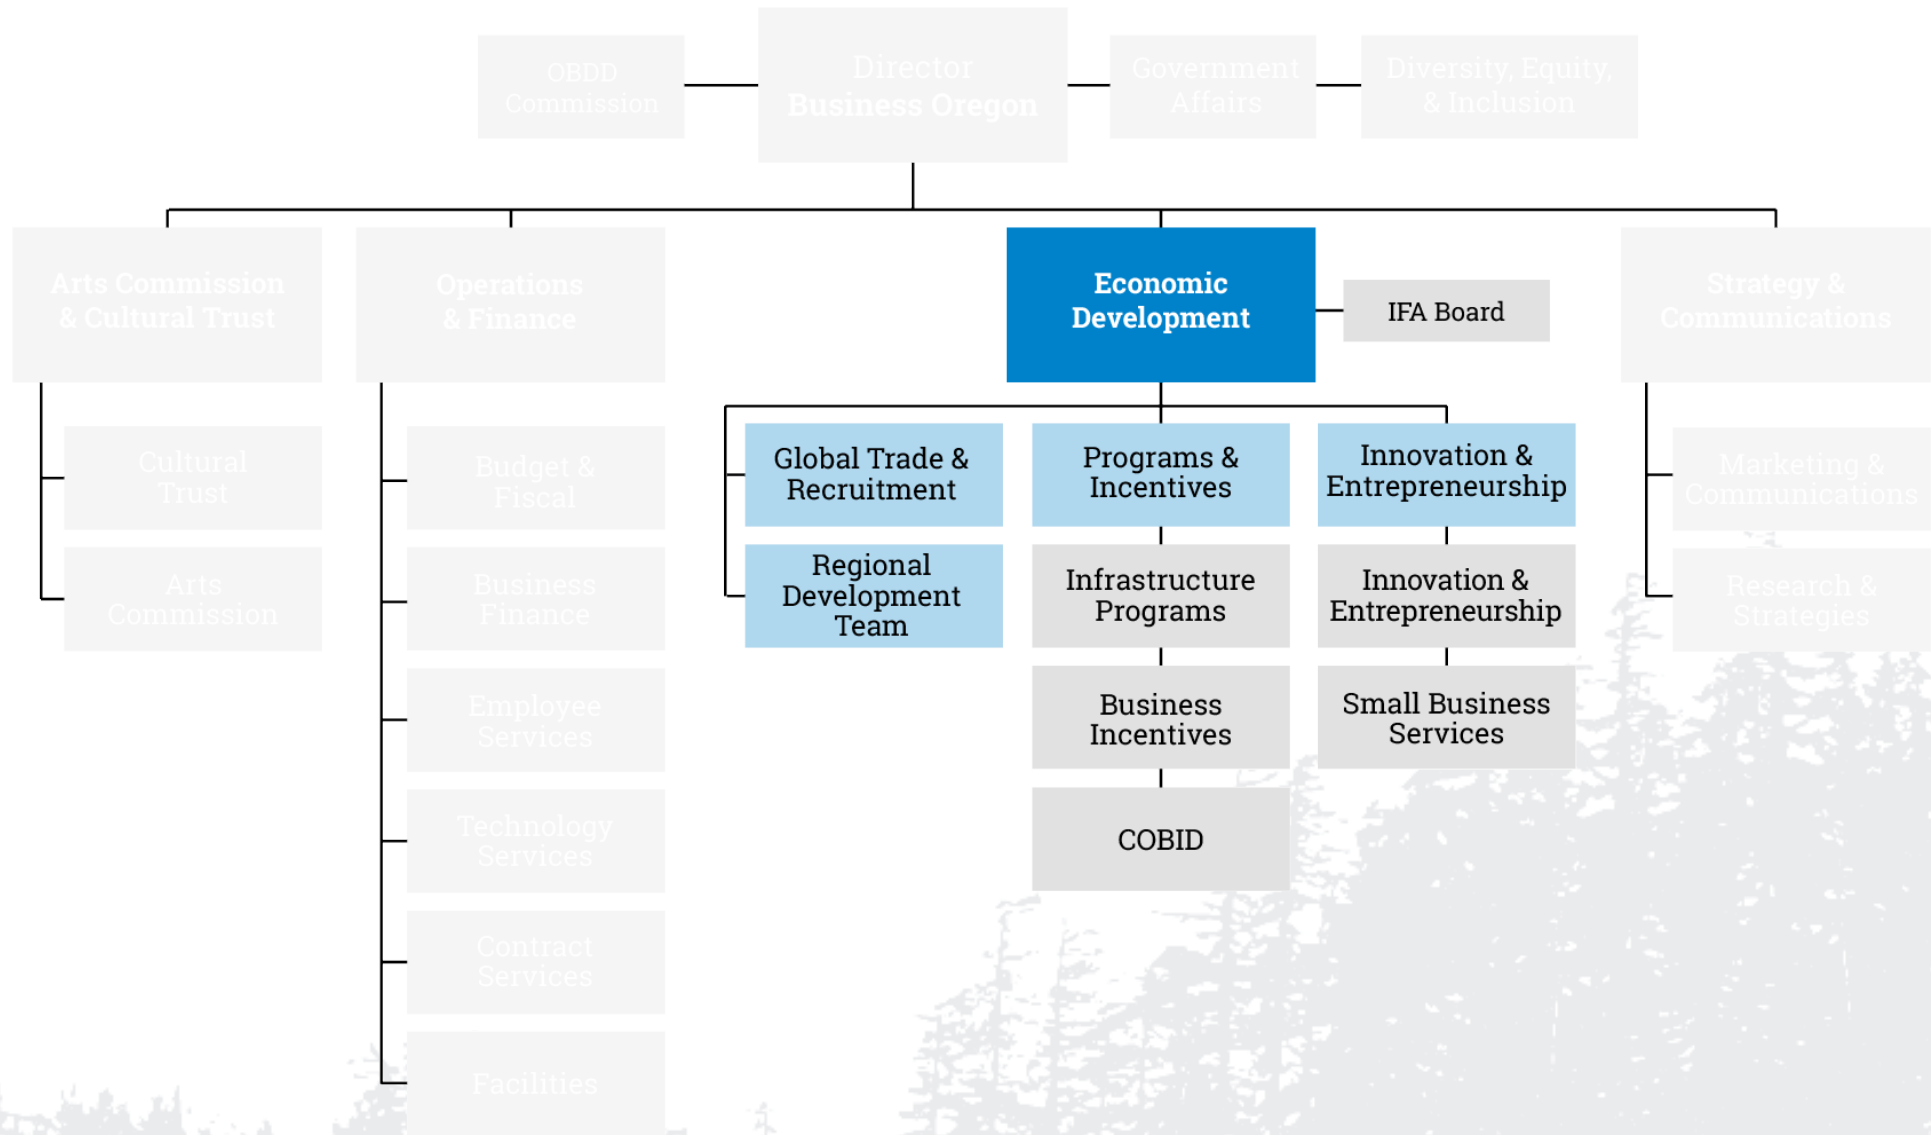 OBDD
Commission
Director
Business Oregon
Government
Affairs
Diversity, Equity,
& Inclusion
Arts Commission
& Cultural Trust
Operations
& Finance
Economic
Development
IFA Board
Strategy &
Communications
Cultural
Trust
Arts
Commission
Budget &
Fiscal
Business
Finance
Employee
Services
Technology
Services
Contract
Services
Facilities
Global Trade &
Recruitment
Regional
Development
Team
Programs &
Incentives
Infrastructure
Programs
Business
Incentives
COBID
Innovation &
Entrepreneurship
Innovation &
Entrepreneurship
Small Business
Services
Marketing &
Communications
Research &
Strategies